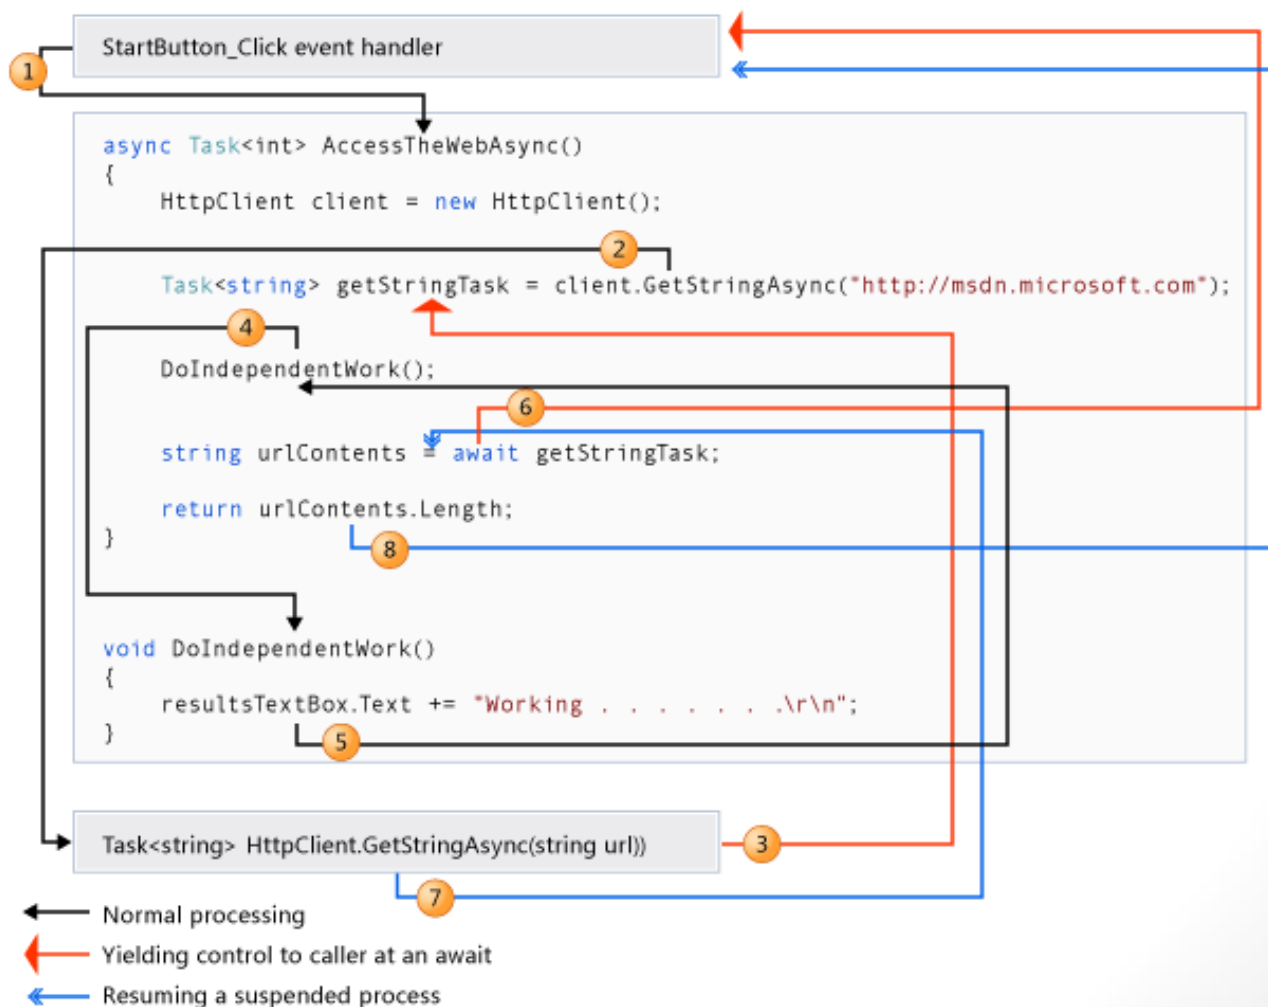 StartButton_Click event handler
1
async Task<int> AccessTheWebAsync()
{
HttpClient client = new HttpClient();
2
Task<string> getStringTask = client.GetStringAsync("http://msdn.microsoft.com");
4
DoIndependentWork();
6
string urlContents = await getStringTask;
return urlContents.Length;
}
8
void DoIndependentWork()
{
resultsTextBox.Text += "Working . . . . . . .\r\n";
}
5
Task<string> HttpClient.GetStringAsync(string url))
3
7
Normal processing
Yielding control to caller at an await
Resuming a suspended process